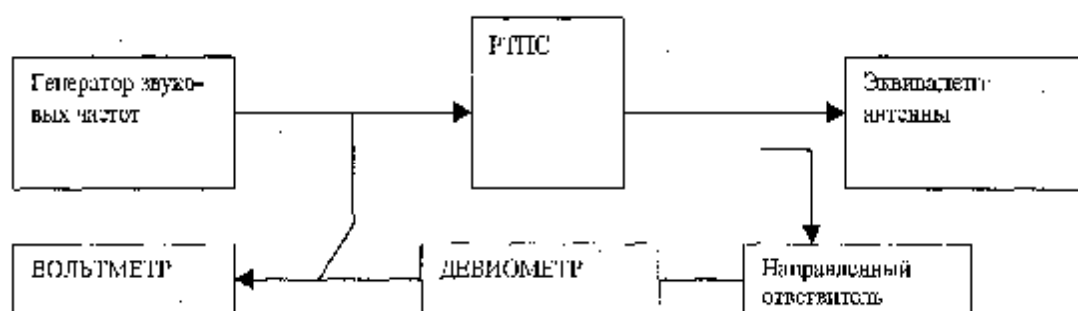 РТПС
Генератор звуко-
вых частот
Эквивалент
антенны
ВОЛЬТМЕТР
ДЕВИОМЕТР
Направленный
ответвитель